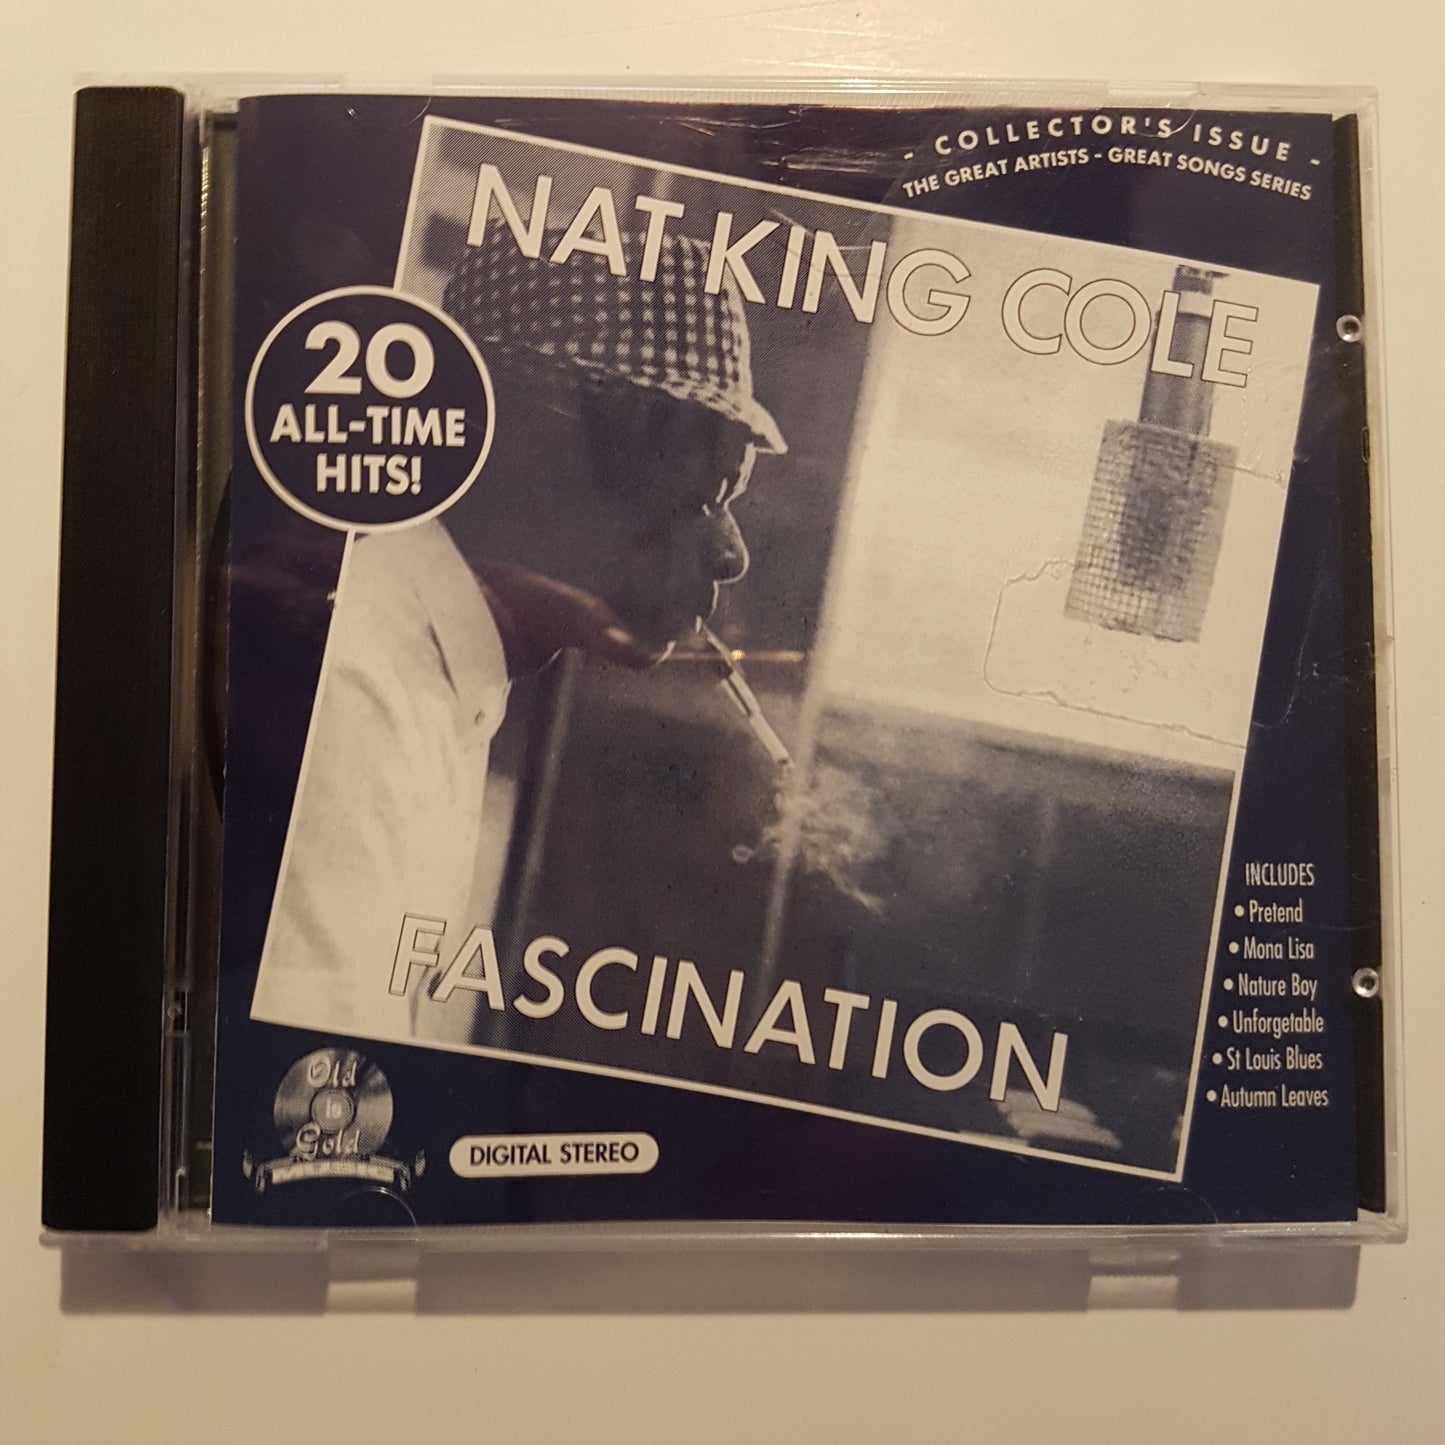 - COLLECTOR'S ISSUE -
THE GREAT ARTISTS - GREAT SONGS SERIES
NAT KING COLE
20
ALL-TIME
HITS!
FASCINATION
INCLUDES
• Pretend
• Mona Lisa
• Nature Boy
• Unforgetable
• St Louis Blues
• Autumn Leaves
Old
is
Gold
MUSIC
DIGITAL STEREO